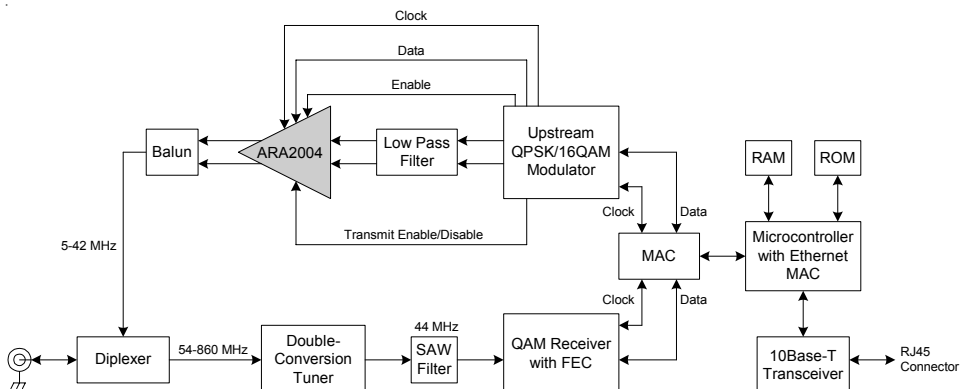 Clock
Data
Enable
Balun
ARA2004
Low Pass
Filter
Upstream
QPSK/16QAM
Modulator
RAM
ROM
Transmit Enable/Disable
Clock
Data
5-42 MHz
MAC
Microcontroller
with Ethernet
MAC
Clock
Data
Diplexer
54-860 MHz
Double-
Conversion
Tuner
44 MHz
SAW
Filter
QAM Receiver
with FEC
10Base-T
Transceiver
RJ45
Connector